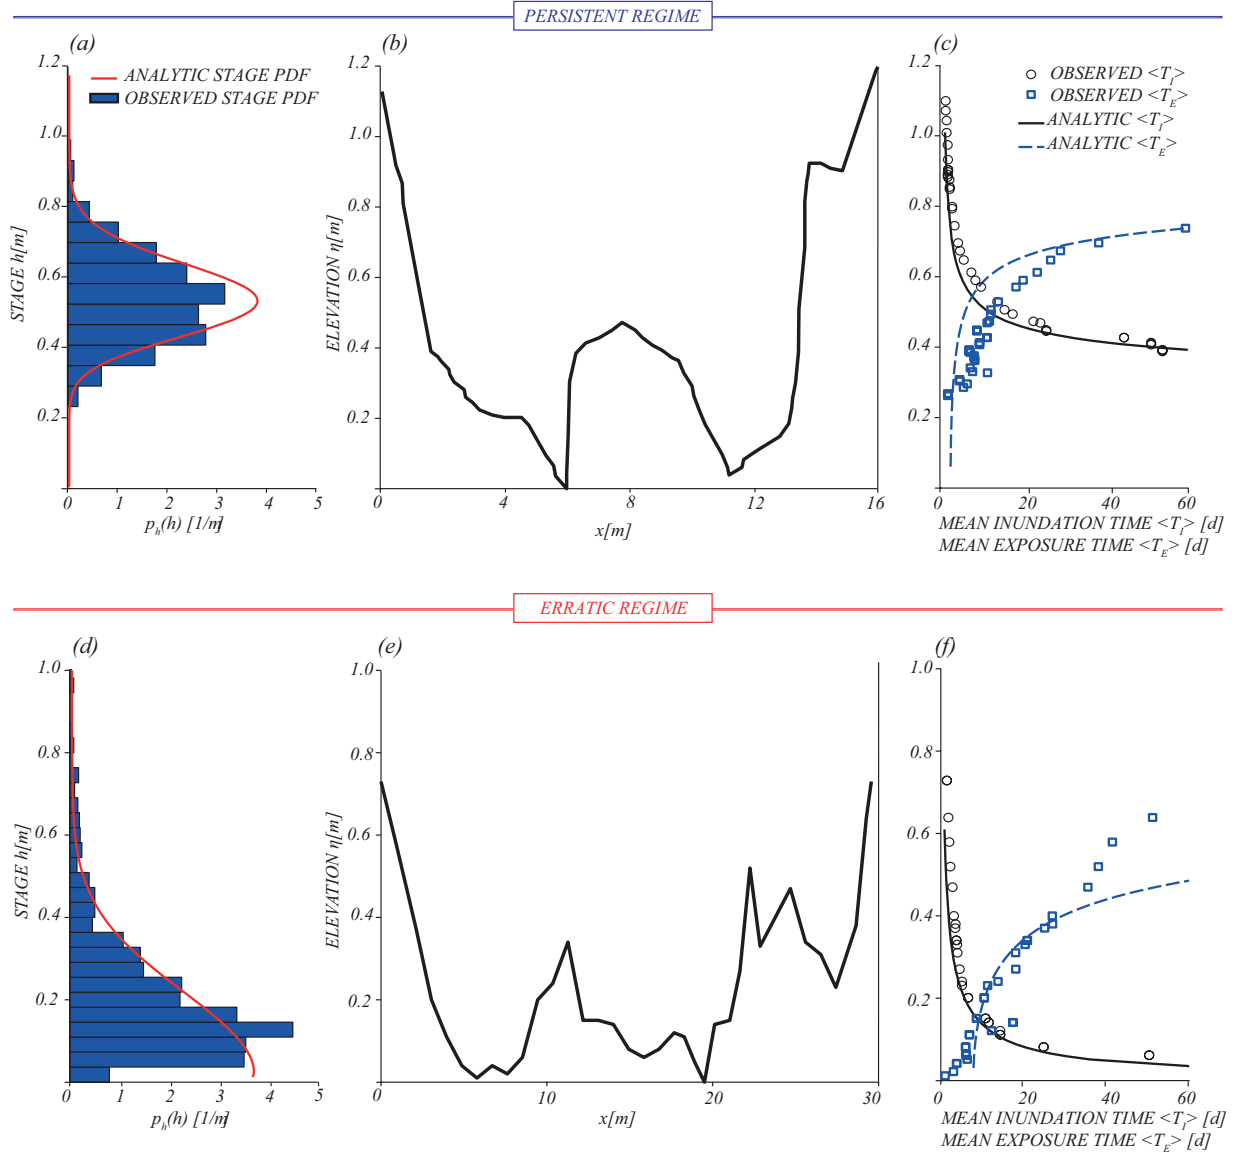 PERSISTENT REGIME
(a)
(b)
(c)
1.2
1.0
0.8
0.6
0.4
0.2
STAGE h[m]
ANALYTIC STAGE PDF
OBSERVED STAGE PDF
0 1 2 3 4 5
p_h(h) [1/m]
1.2
1.0
0.8
0.6
0.4
0.2
ELEVATION η[m]
0 4 8 12 16
x[m]
1.2
1.0
0.8
0.6
0.4
0.2
OBSERVED <T_I>
OBSERVED <T_E>
ANALYTIC <T_I>
ANALYTIC <T_E>
0 20 40 60
MEAN INUNDATION TIME <T_I> [d]
MEAN EXPOSURE TIME <T_E> [d]
ERRATIC REGIME
(d)
(e)
(f)
1.0
0.8
0.6
0.4
0.2
STAGE h[m]
0 1 2 3 4 5
p_h(h) [1/m]
1.0
0.8
0.6
0.4
0.2
ELEVATION η[m]
0 10 20 30
x[m]
1.0
0.8
0.6
0.4
0.2
0 20 40 60
MEAN INUNDATION TIME <T_I> [d]
MEAN EXPOSURE TIME <T_E> [d]